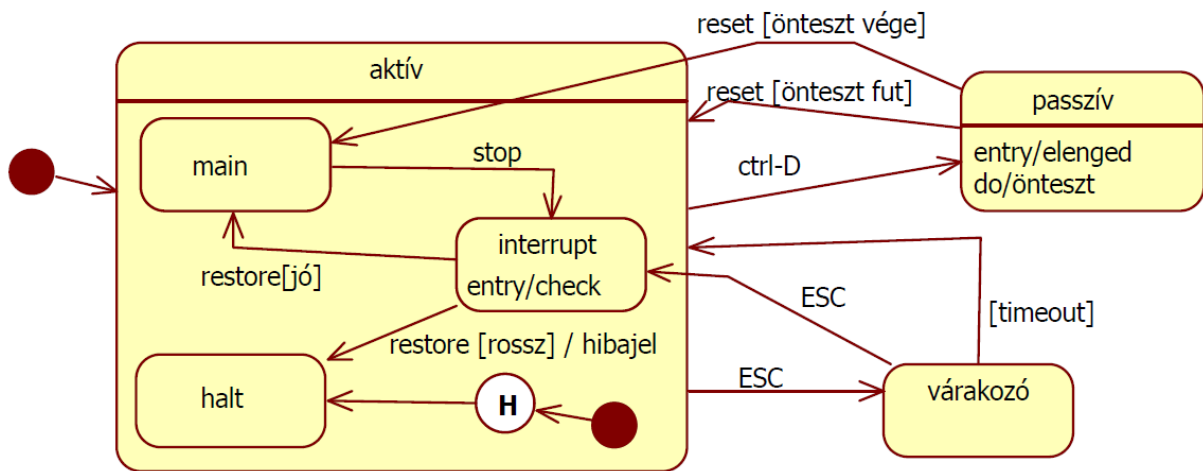 reset [önteszt vége]
aktív
reset [önteszt fut]
passzív
entry/elenged
do/önteszt
main
stop
ctrl-D
interrupt
entry/check
restore[jó]
ESC
[timeout]
restore [rossz] / hibajel
ESC
várakozó
halt
H